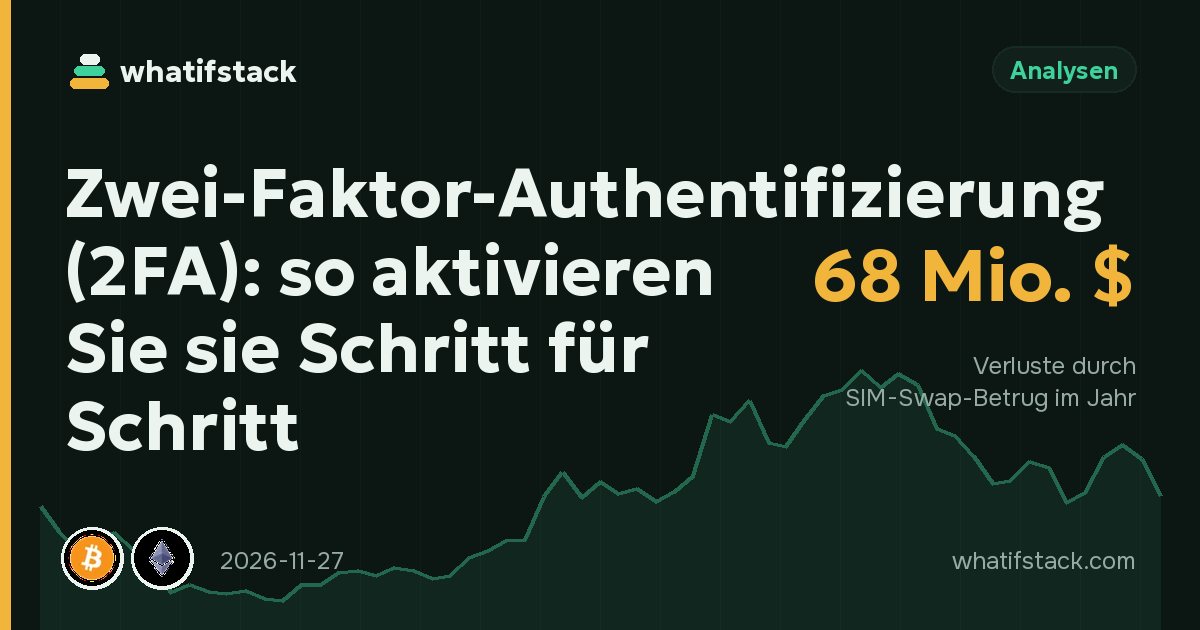 whatifstack
Analysen
Zwei-Faktor-Authentifizierung
(2FA): so aktivieren
Sie sie Schritt für
Schritt
68 Mio. $
Verluste durch
SIM-Swap-Betrug im Jahr
2026-11-27
whatifstack.com